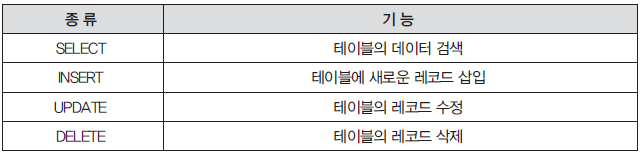 종 류 기 능
SELECT 테이블의 데이터 검색
INSERT 테이블에 새로운 레코드 삽입
UPDATE 테이블의 레코드 수정
DELETE 테이블의 레코드 삭제